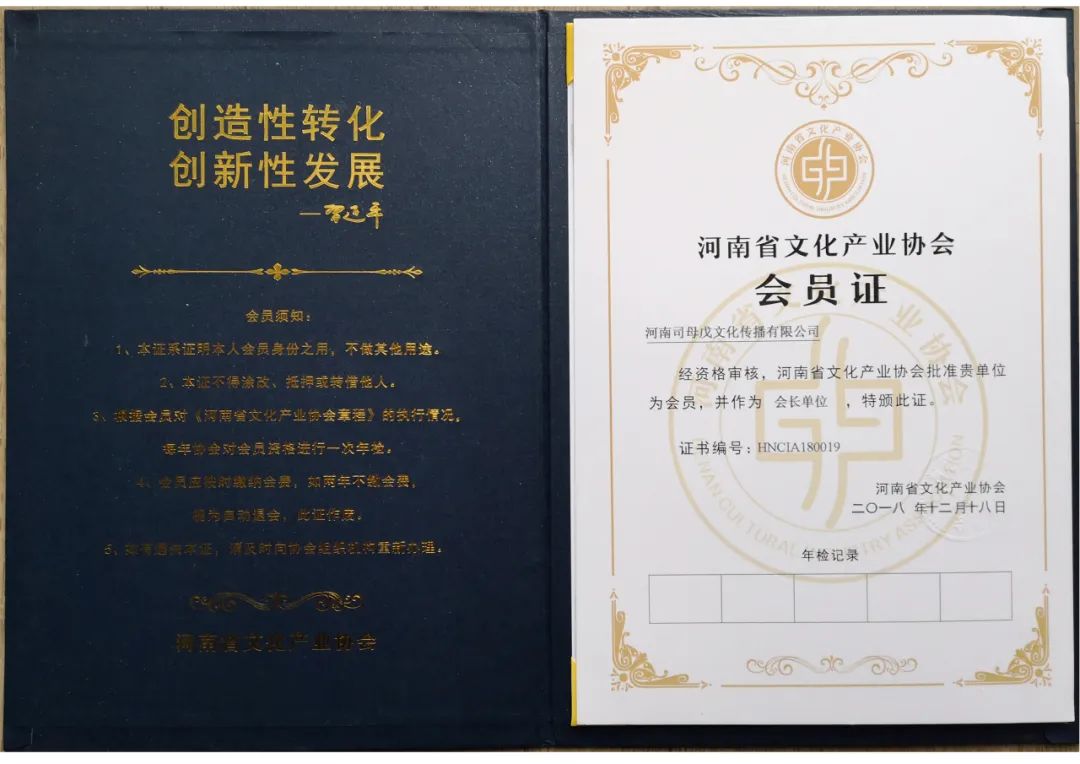 创造性转化
创新性发展
会员须知：
1、本证系证明本人会员身份之用，不做其他用途。
2、本证不得涂改、抵押或转借他人。
3、根据会员对《河南省文化产业协会章程》的执行情况，
每年协会对会员资格进行一次年检。
4、会员应按时缴纳会费，如两年不缴会费，
视为自动退会，此证作废。
5、如有遗失本证，请及时向协会组织机构重新办理。
河南省文化产业协会
河南省文化产业协会
河南省文化产业协会
会员证
河南司母戊文化传播有限公司
经资格审核，河南省文化产业协会批准贵单位
为会员，并作为 会长单位 ，特颁此证。
证书编号：HNCIA180019
河南省文化产业协会
二〇一八 年十二月十八日
年检记录